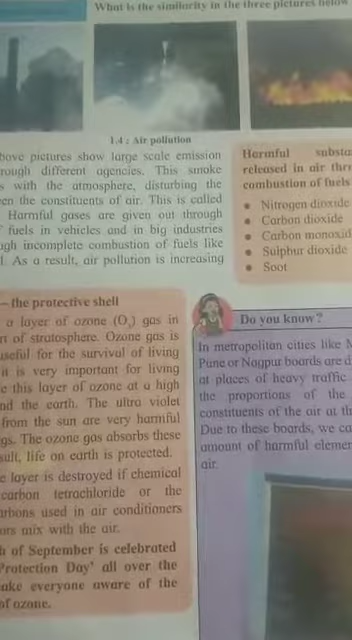 What is the similarity in the three pictures below
1.4 : Air pollution
bove pictures show large scale emission
rough different agencies. This smoke
s with the atmosphere, disturbing the
en the constituents of air. This is called
Harmful gases are given out through
fuels in vehicles and in big industries
ugh incomplete combustion of fuels like
l. As a result, air pollution is increasing
Harmful substa
released in air thro
combustion of fuels
• Nitrogen dioxide
• Carbon dioxide
• Carbon monoxid
• Sulphur dioxide
• Soot
– the protective shell
a layer of ozone (O₃) gas in
rt of stratosphere. Ozone gas is
useful for the survival of living
it is very important for living
e this layer of ozone at a high
nd the earth. The ultra violet
from the sun are very harmful
gs. The ozone gas absorbs these
sult, life on earth is protected.
e layer is destroyed if chemical
carbon tetrachloride or the
arbons used in air conditioners
ors mix with the air.
h of September is celebrated
Protection Day' all over the
ake everyone aware of the
of ozone.
Do you know?
In metropolitan cities like M
Pune or Nagpur boards are d
at places of heavy traffic
the proportions of the
constituents of the air at th
Due to these boards, we ca
amount of harmful elemen
air.